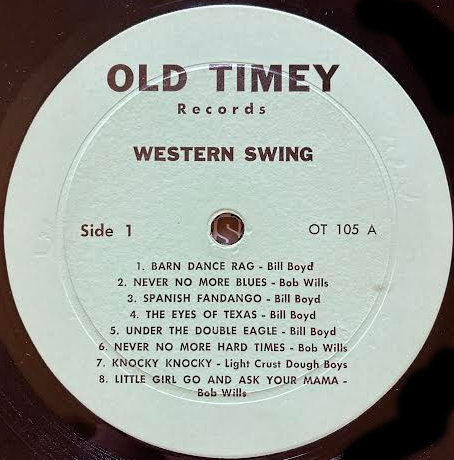 OLD TIMEY
Records
WESTERN SWING
Side 1
OT 105 A
1. BARN DANCE RAG - Bill Boyd
2. NEVER NO MORE BLUES - Bob Wills
3. SPANISH FANDANGO - Bill Boyd
4. THE EYES OF TEXAS - Bill Boyd
5. UNDER THE DOUBLE EAGLE - Bill Boyd
6. NEVER NO MORE HARD TIMES - Bob Wills
7. KNOCKY KNOCKY - Light Crust Dough Boys
8. LITTLE GIRL GO AND ASK YOUR MAMA -
Bob Wills